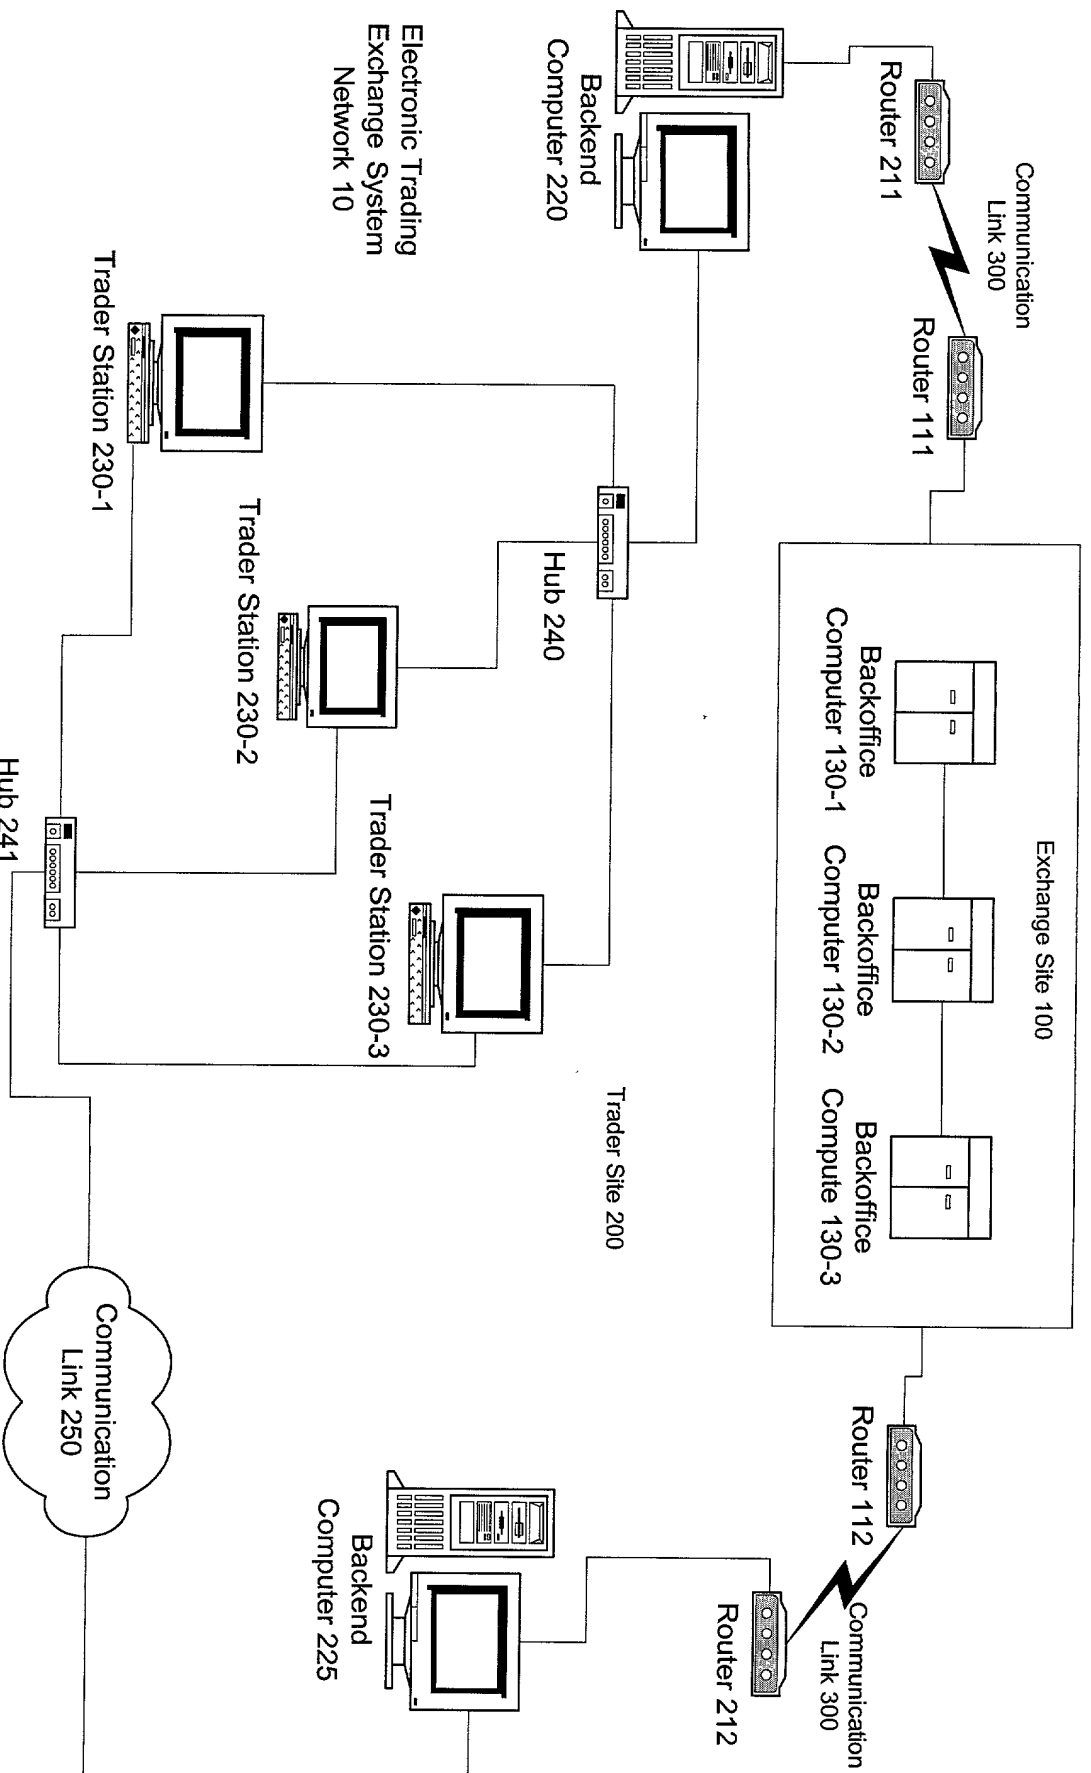 Communication
Link 300
Router 211
Router 111
Exchange Site 100
Backoffice
Computer 130-1
Backoffice
Computer 130-2
Backoffice
Compute 130-3
Router 112
Communication
Link 300
Router 212
Backend
Computer 220
Electronic Trading
Exchange System
Network 10
Hub 240
Trader Site 200
Trader Station 230-1
Trader Station 230-2
Trader Station 230-3
Backend
Computer 225
Hub 241
Communication
Link 250